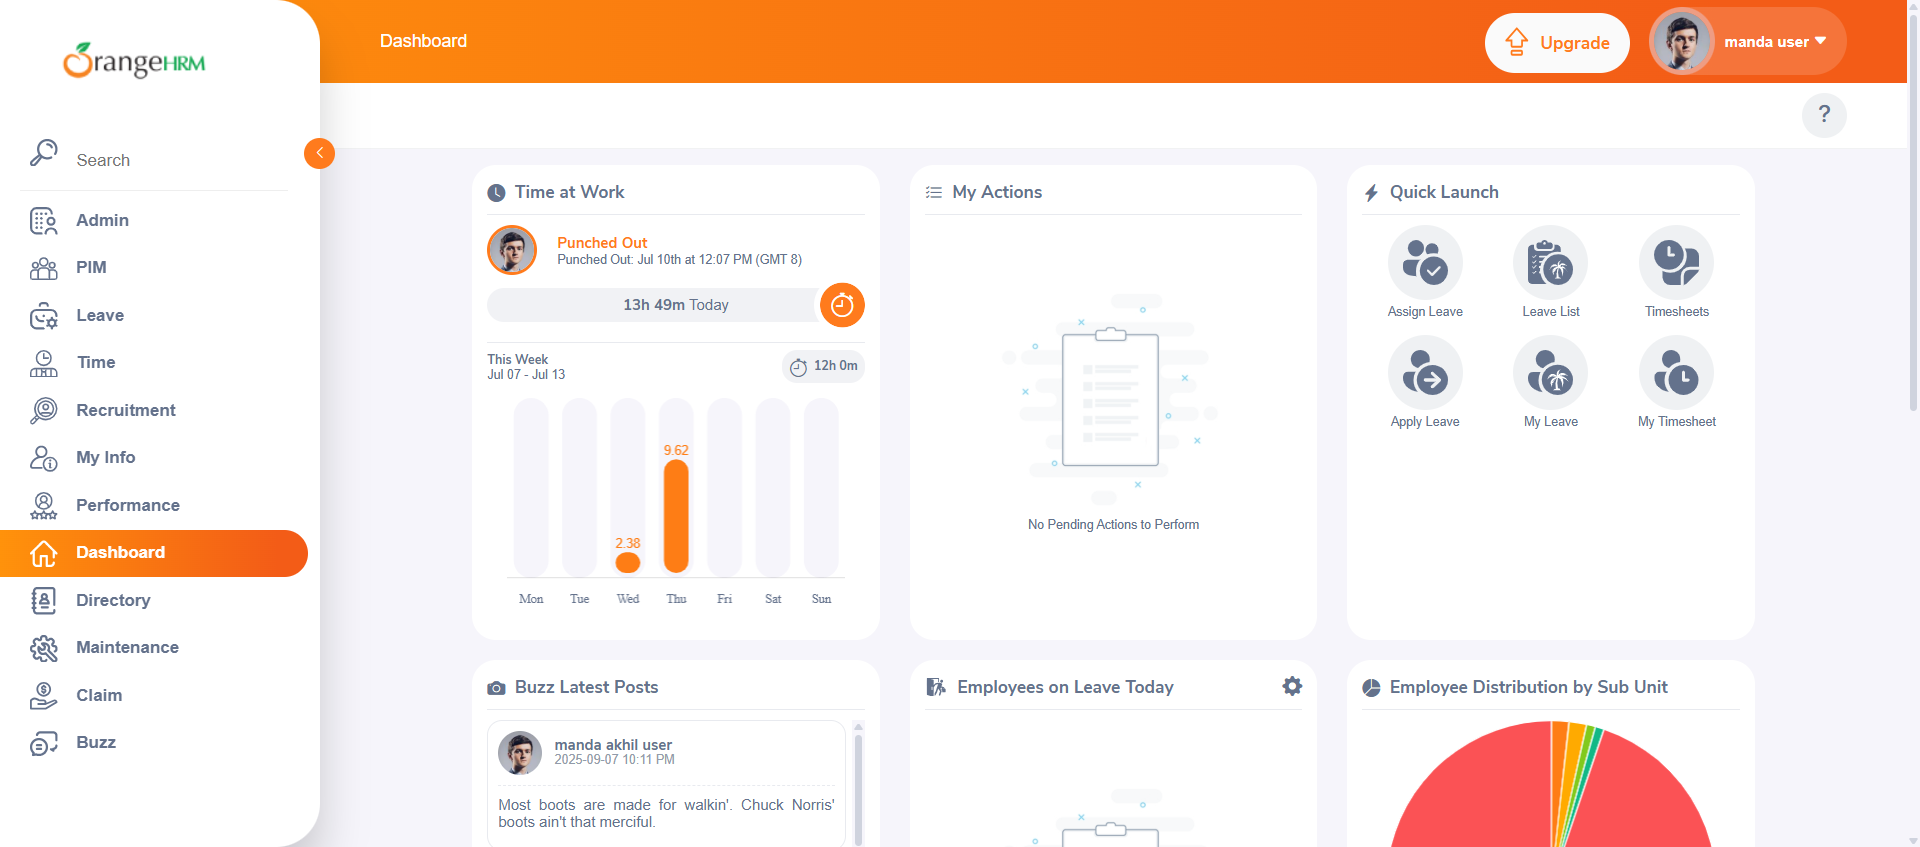 OrangeHRM
Dashboard
Upgrade
manda user
?
Search
Admin
PIM
Leave
Time
Recruitment
My Info
Performance
Dashboard
Directory
Maintenance
Claim
Buzz
Time at Work
Punched Out
Punched Out: Jul 10th at 12:07 PM (GMT 8)
13h 49m Today
This Week
Jul 07 - Jul 13
12h 0m
9.62
2.38
Mon Tue Wed Thu Fri Sat Sun
My Actions
No Pending Actions to Perform
Quick Launch
Assign Leave
Leave List
Timesheets
Apply Leave
My Leave
My Timesheet
Buzz Latest Posts
manda akhil user
2025-09-07 10:11 PM
Most boots are made for walkin'. Chuck Norris'
boots ain't that merciful.
Employees on Leave Today
Employee Distribution by Sub Unit